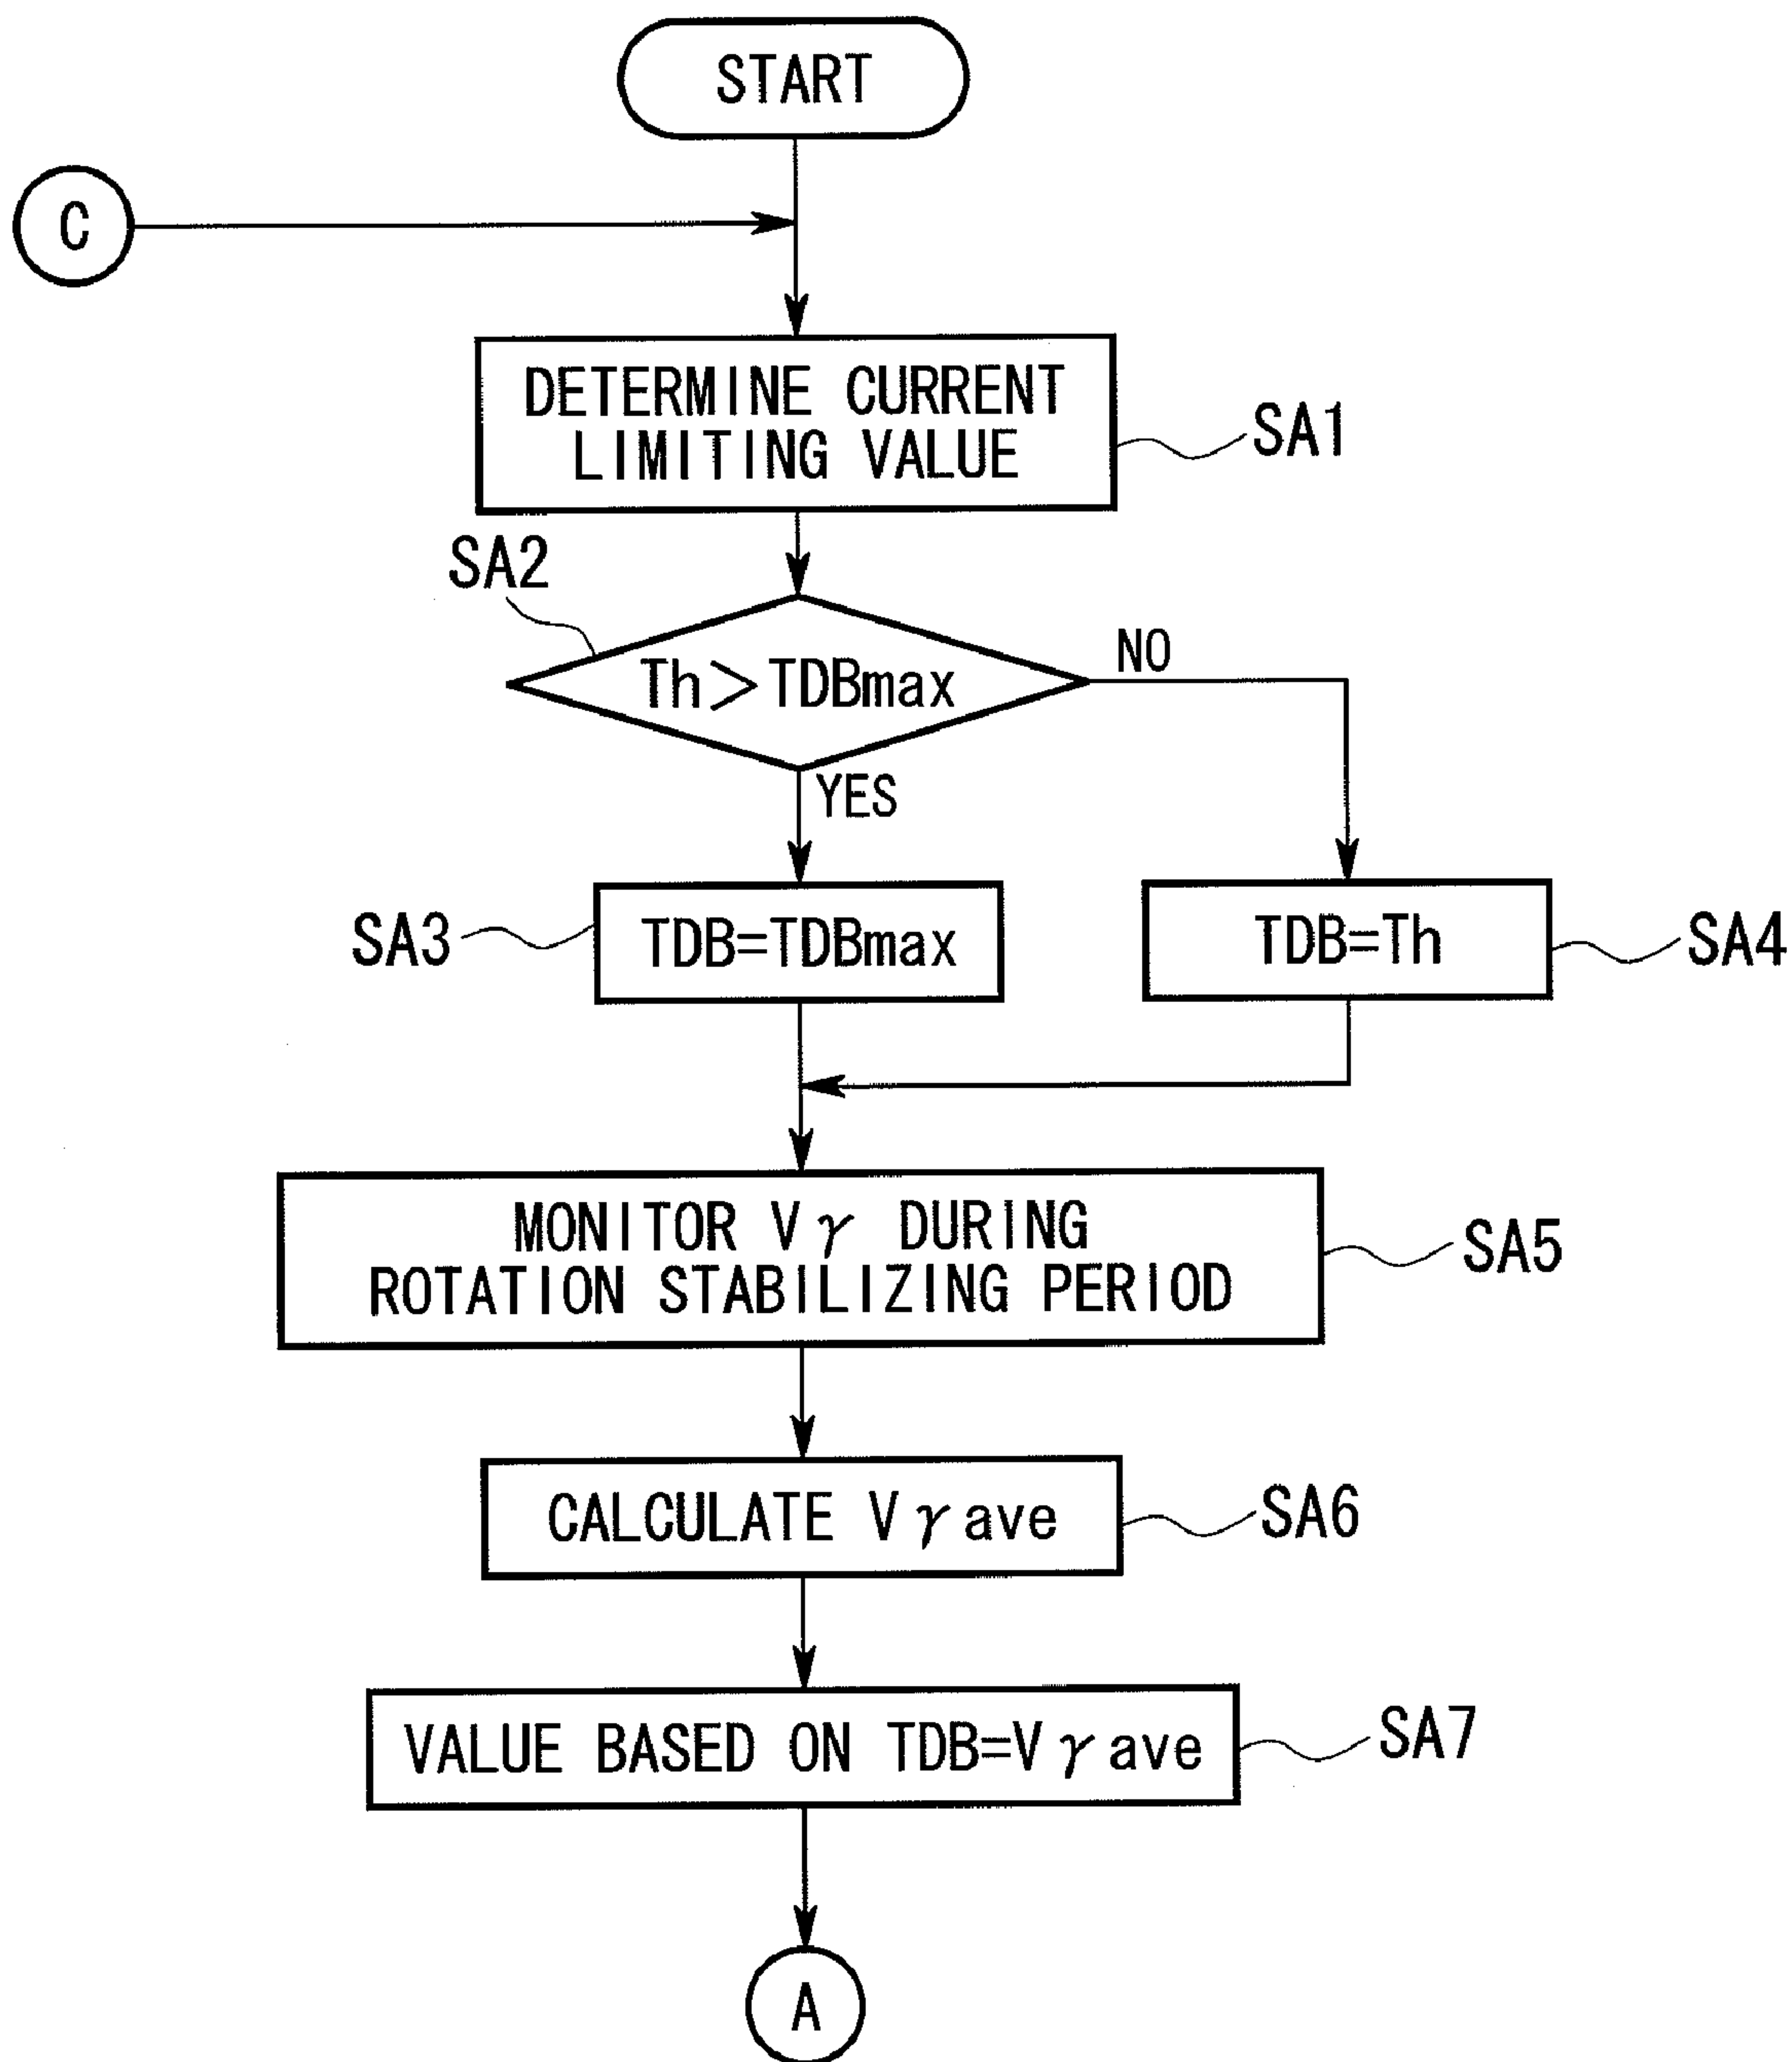 START
C
DETERMINE CURRENT
LIMITING VALUE
SA1
SA2
Th>TDBmax
NO
YES
SA3
TDB=TDBmax
TDB=Th
SA4
MONITOR Vγ DURING
ROTATION STABILIZING PERIOD
SA5
CALCULATE Vγave
SA6
VALUE BASED ON TDB=Vγave
SA7
A